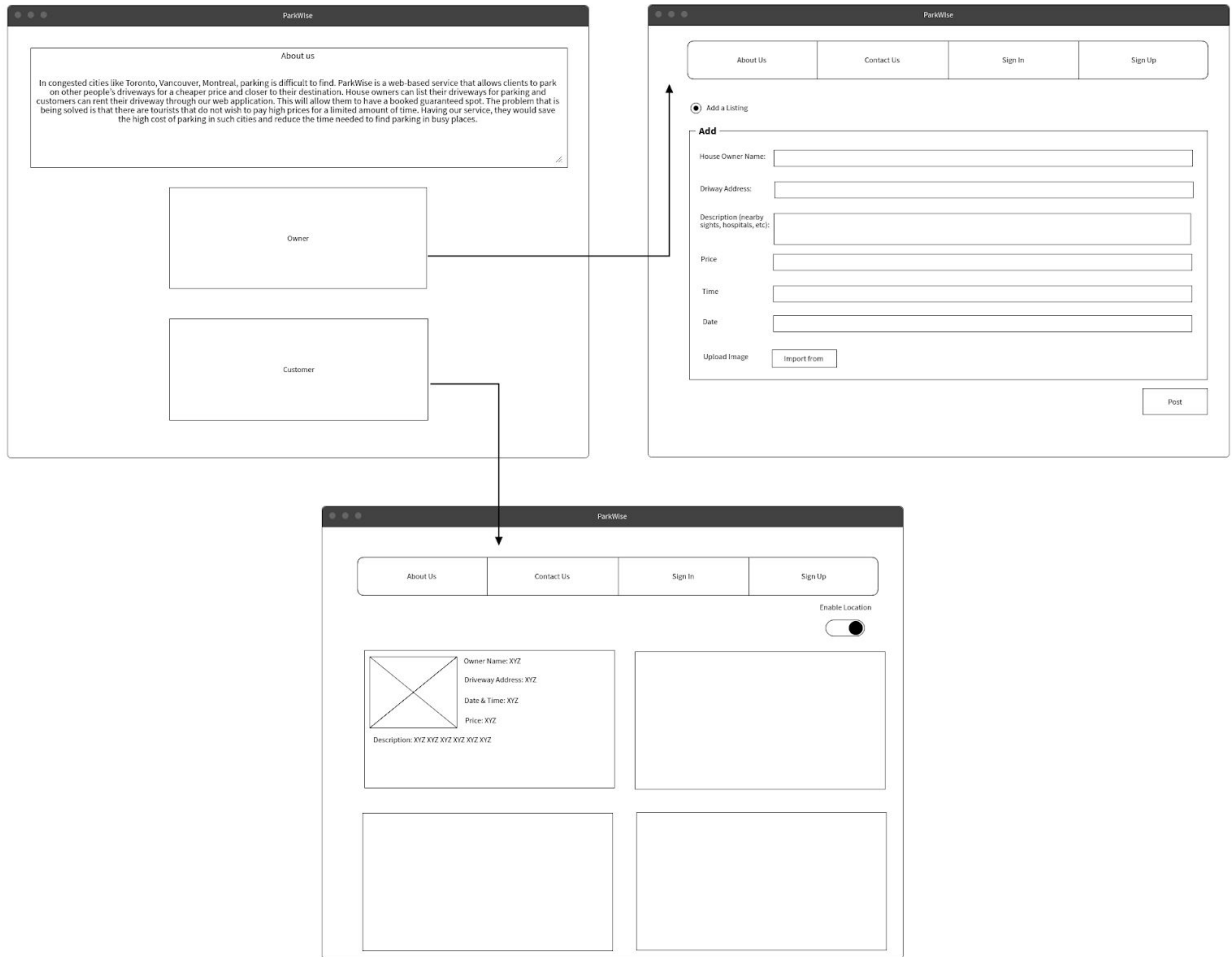 ParkWIse
About us
In congested cities like Toronto, Vancouver, Montreal, parking is difficult to find. ParkWise is a web-based service that allows clients to park
on other people's driveways for a cheaper price and closer to their destination. House owners can list their driveways for parking and
customers can rent their driveway through our web application. This will allow them to have a booked guaranteed spot. The problem that is
being solved is that there are tourists that do not wish to pay high prices for a limited amount of time. Having our service, they would save
the high cost of parking in such cities and reduce the time needed to find parking in busy places.
Owner
Customer
ParkWise
About Us
Contact Us
Sign In
Sign Up
Add a Listing
Add
House Owner Name:
Driway Address:
Description (nearby
sights, hospitals, etc):
Price
Time
Date
Upload Image
Import from
Post
ParkWise
About Us
Contact Us
Sign In
Sign Up
Enable Location
Owner Name: XYZ
Driveway Address: XYZ
Date & Time: XYZ
Price: XYZ
Description: XYZ XYZ XYZ XYZ XYZ XYZ